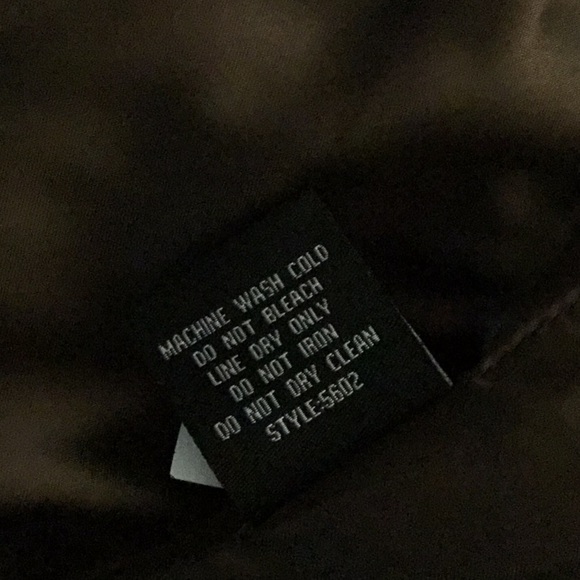 MACHINE WASH COLD
DO NOT BLEACH
LINE DRY ONLY
DO NOT IRON
DO NOT DRY CLEAN
STYLE:5602